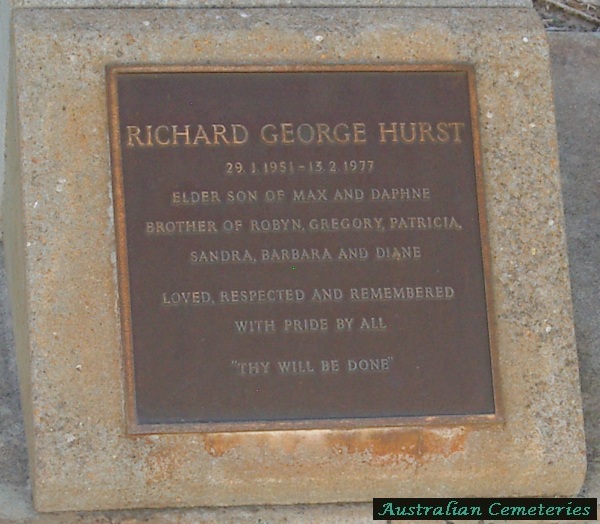 RICHARD GEORGE HURST
29.1.1951-13.2.1977
ELDER SON OF MAX AND DAPHNE
BROTHER OF ROBYN, GREGORY, PATRICIA,
SANDRA, BARBARA AND DIANE
LOVED, RESPECTED AND REMEMBERED
WITH PRIDE BY ALL
"THY WILL BE DONE"
Australian Cemeteries